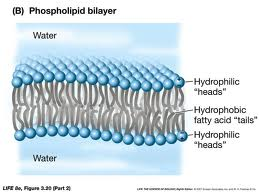 (B) Phospholipid bilayer
Water
Hydrophilic
"heads"
Hydrophobic
fatty acid "tails"
Hydrophilic
"heads"
Water
LIFE 8e, Figure 3.20 (Part 2)